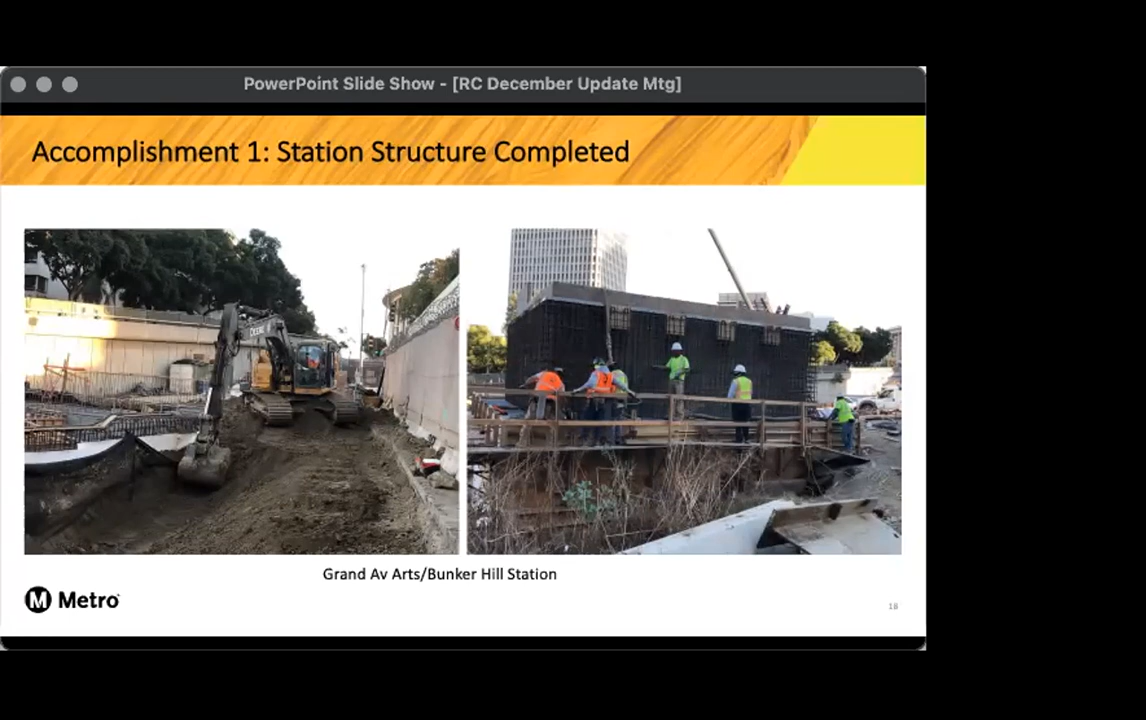 PowerPoint Slide Show - [RC December Update Mtg]
Accomplishment 1: Station Structure Completed
DEERE
Grand Av Arts/Bunker Hill Station
M Metro
18